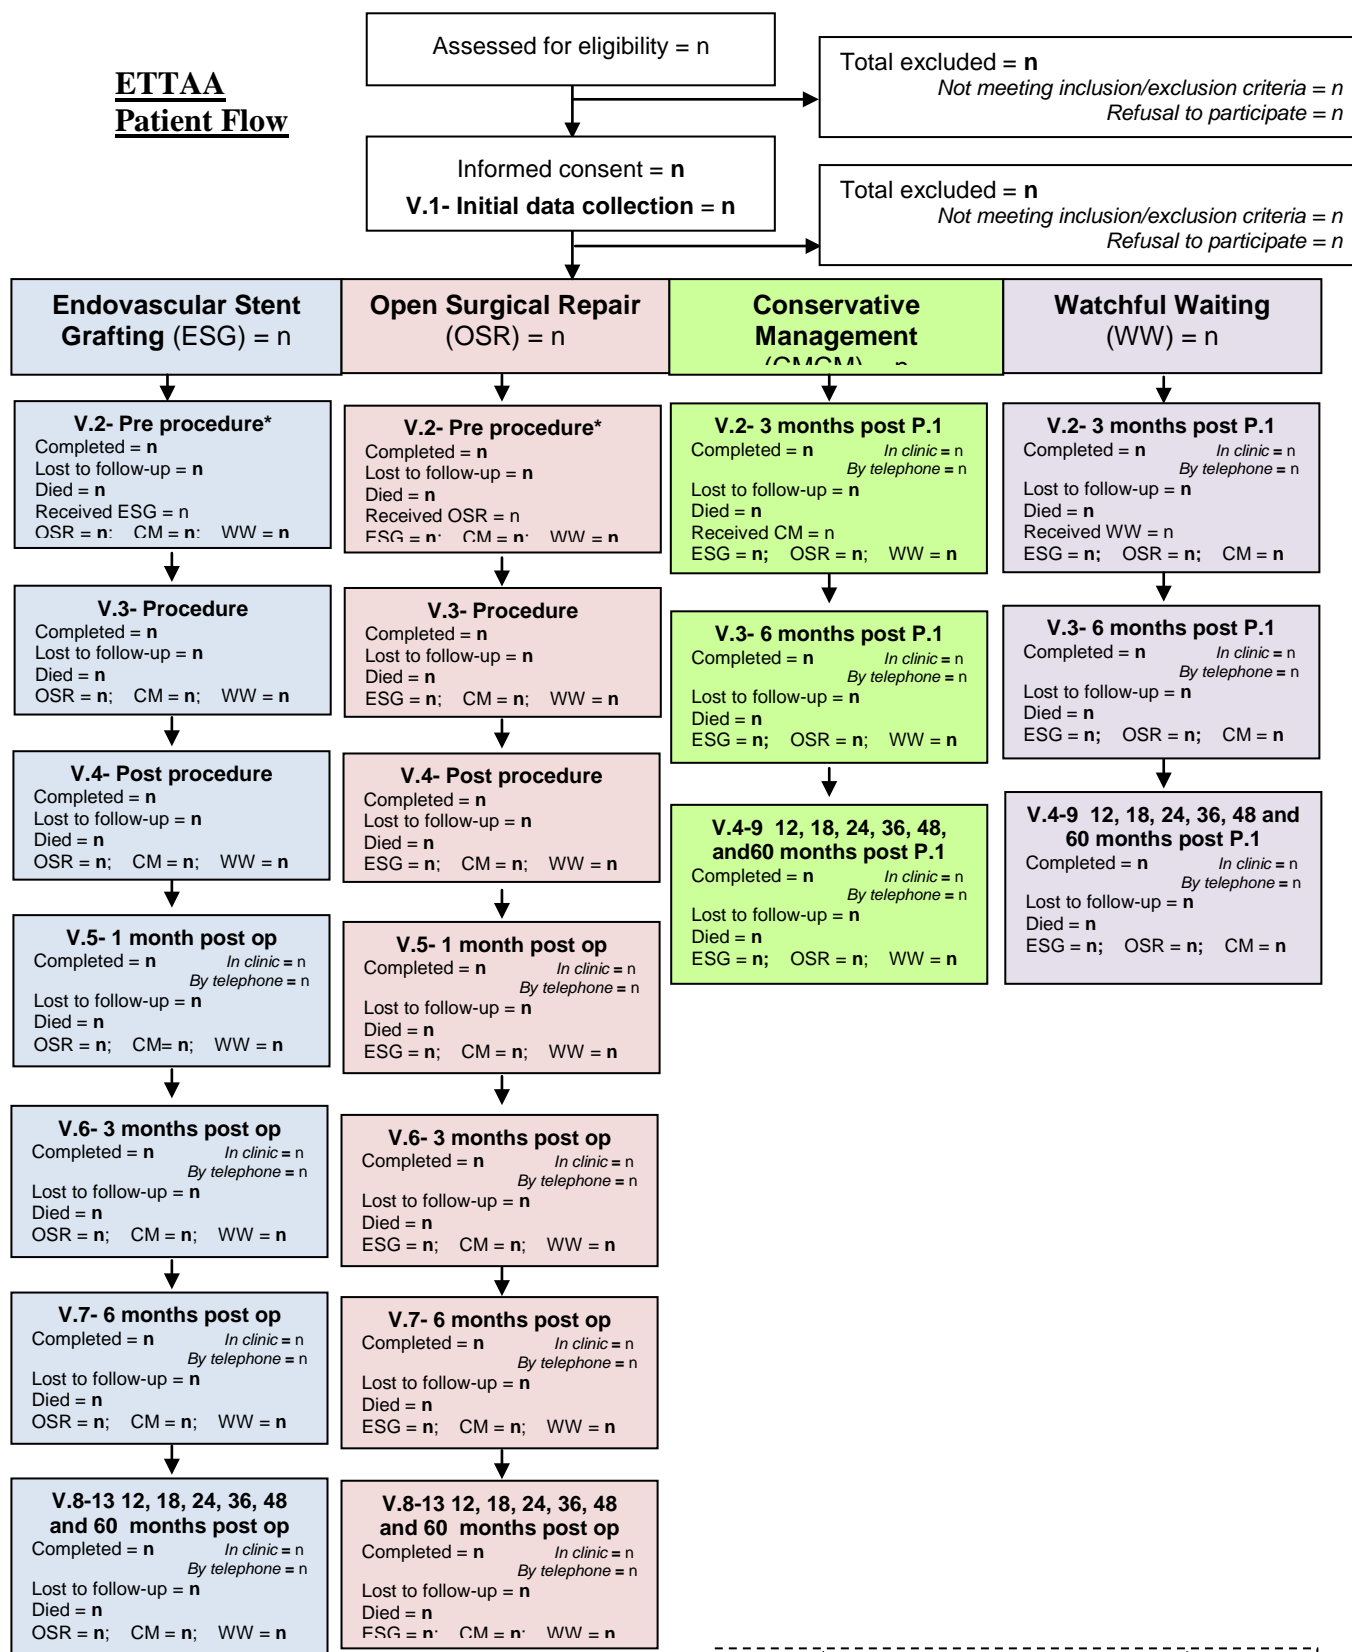 ETTAA
Patient Flow
Assessed for eligibility = n
Total excluded = n
Not meeting inclusion/exclusion criteria = n
Refusal to participate = n
Informed consent = n
V.1- Initial data collection = n
Total excluded = n
Not meeting inclusion/exclusion criteria = n
Refusal to participate = n
Endovascular Stent
Grafting (ESG) = n
V.2- Pre procedure*
Completed = n
Lost to follow-up = n
Died = n
Received ESG = n
OSR = n; CM = n; WW = n
V.3- Procedure
Completed = n
Lost to follow-up = n
Died = n
OSR = n; CM = n; WW = n
V.4- Post procedure
Completed = n
Lost to follow-up = n
Died = n
OSR = n; CM = n; WW = n
V.5- 1 month post op
Completed = n In clinic = n
By telephone = n
Lost to follow-up = n
Died = n
OSR = n; CM= n; WW = n
V.6- 3 months post op
Completed = n In clinic = n
By telephone = n
Lost to follow-up = n
Died = n
OSR = n; CM = n; WW = n
V.7- 6 months post op
Completed = n In clinic = n
By telephone = n
Lost to follow-up = n
Died = n
OSR = n; CM = n; WW = n
V.8-13 12, 18, 24, 36, 48
and 60 months post op
Completed = n In clinic = n
By telephone = n
Lost to follow-up = n
Died = n
OSR = n; CM = n; WW = n
Open Surgical Repair
(OSR) = n
V.2- Pre procedure*
Completed = n
Lost to follow-up = n
Died = n
Received OSR = n
ESG = n; CM = n; WW = n
V.3- Procedure
Completed = n
Lost to follow-up = n
Died = n
ESG = n; CM = n; WW = n
V.4- Post procedure
Completed = n
Lost to follow-up = n
Died = n
ESG = n; CM = n; WW = n
V.5- 1 month post op
Completed = n In clinic = n
By telephone = n
Lost to follow-up = n
Died = n
ESG = n; CM = n; WW = n
V.6- 3 months post op
Completed = n In clinic = n
By telephone = n
Lost to follow-up = n
Died = n
ESG = n; CM = n; WW = n
V.7- 6 months post op
Completed = n In clinic = n
By telephone = n
Lost to follow-up = n
Died = n
ESG = n; CM = n; WW = n
V.8-13 12, 18, 24, 36, 48
and 60 months post op
Completed = n In clinic = n
By telephone = n
Lost to follow-up = n
Died = n
ESG = n; CM = n; WW = n
Conservative
Management
(CMCM) = n
V.2- 3 months post P.1
Completed = n In clinic = n
By telephone = n
Lost to follow-up = n
Died = n
Received CM = n
ESG = n; OSR = n; WW = n
V.3- 6 months post P.1
Completed = n In clinic = n
By telephone = n
Lost to follow-up = n
Died = n
ESG = n; OSR = n; WW = n
V.4-9 12, 18, 24, 36, 48,
and60 months post P.1
Completed = n In clinic = n
By telephone = n
Lost to follow-up = n
Died = n
ESG = n; OSR = n; WW = n
Watchful Waiting
(WW) = n
V.2- 3 months post P.1
Completed = n In clinic = n
By telephone = n
Lost to follow-up = n
Died = n
Received WW = n
ESG = n; OSR = n; CM = n
V.3- 6 months post P.1
Completed = n In clinic = n
By telephone = n
Lost to follow-up = n
Died = n
ESG = n; OSR = n; CM = n
V.4-9 12, 18, 24, 36, 48 and
60 months post P.1
Completed = n In clinic = n
By telephone = n
Lost to follow-up = n
Died = n
ESG = n; OSR = n; CM = n